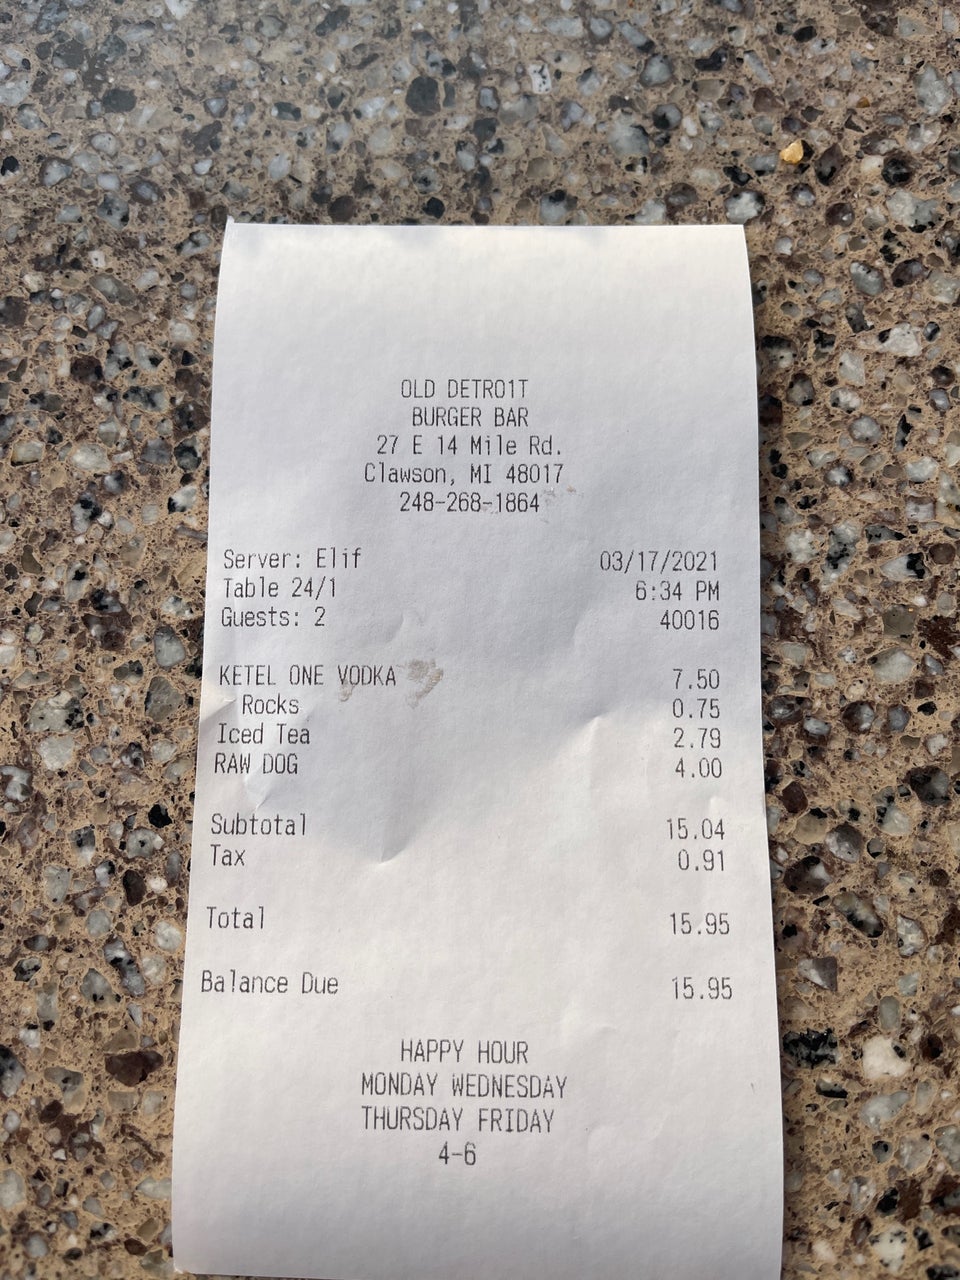 OLD DETRO1T
BURGER BAR
27 E 14 Mile Rd.
Clawson, MI 48017
248-268-1864
Server: Elif 03/17/2021
Table 24/1 6:34 PM
Guests: 2 40016
KETEL ONE VODKA 7.50
Rocks 0.75
Iced Tea 2.79
RAW DOG 4.00
Subtotal 15.04
Tax 0.91
Total 15.95
Balance Due 15.95
HAPPY HOUR
MONDAY WEDNESDAY
THURSDAY FRIDAY
4-6